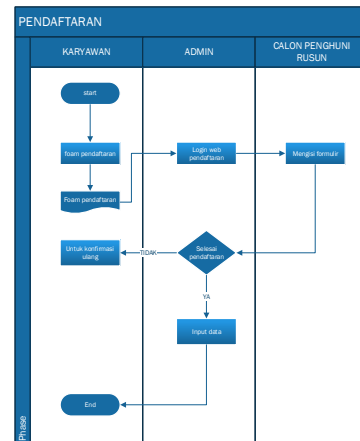 PENDAFTARAN
KARYAWAN
ADMIN
CALON PENGHUNI
RUSUN
start
foam pendaftaran
Login web
pendaftaran
Mengisi formulir
Foam pendaftaran
Untuk konfirmasi
ulang
TIDAK
Selesai
pendaftaran
YA
Input data
End
Phase